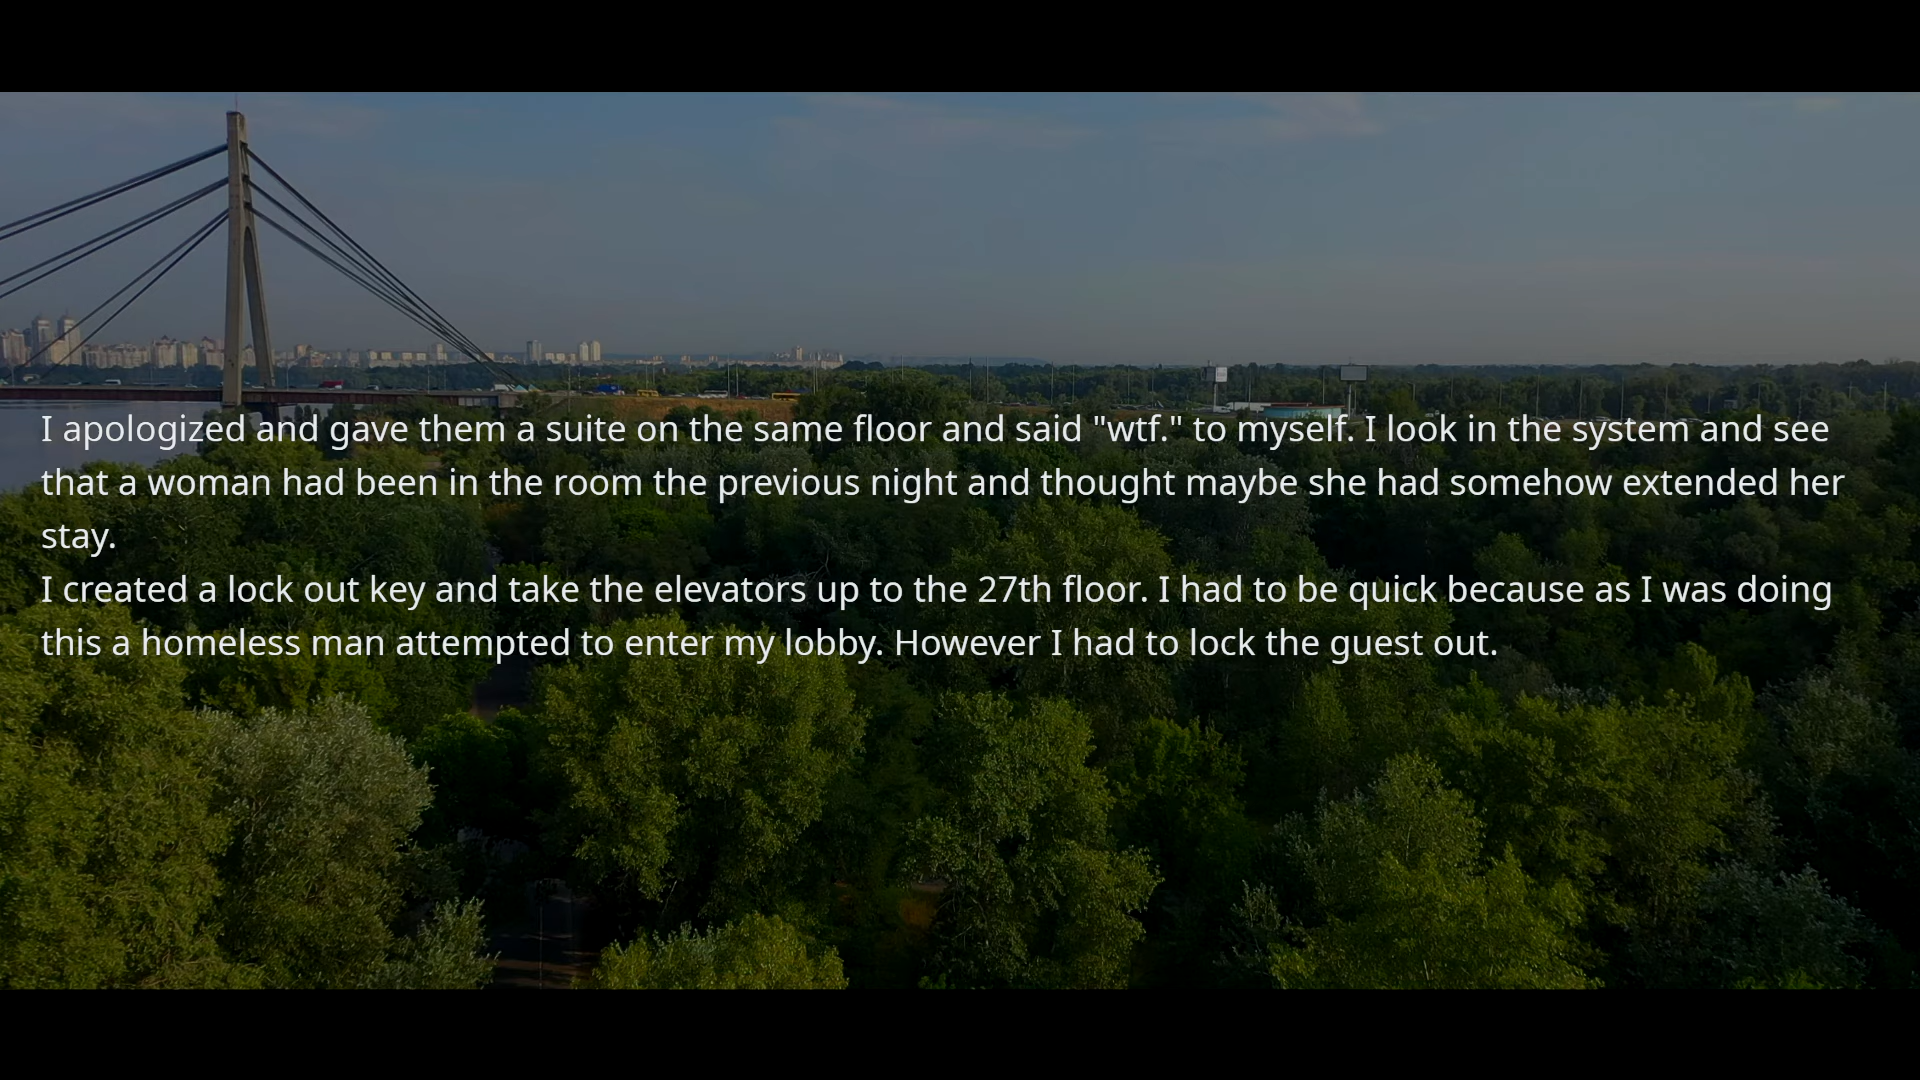 I apologized and gave them a suite on the same floor and said "wtf." to myself. I look in the system and see
that a woman had been in the room the previous night and thought maybe she had somehow extended her
stay.
I created a lock out key and take the elevators up to the 27th floor. I had to be quick because as I was doing
this a homeless man attempted to enter my lobby. However I had to lock the guest out.